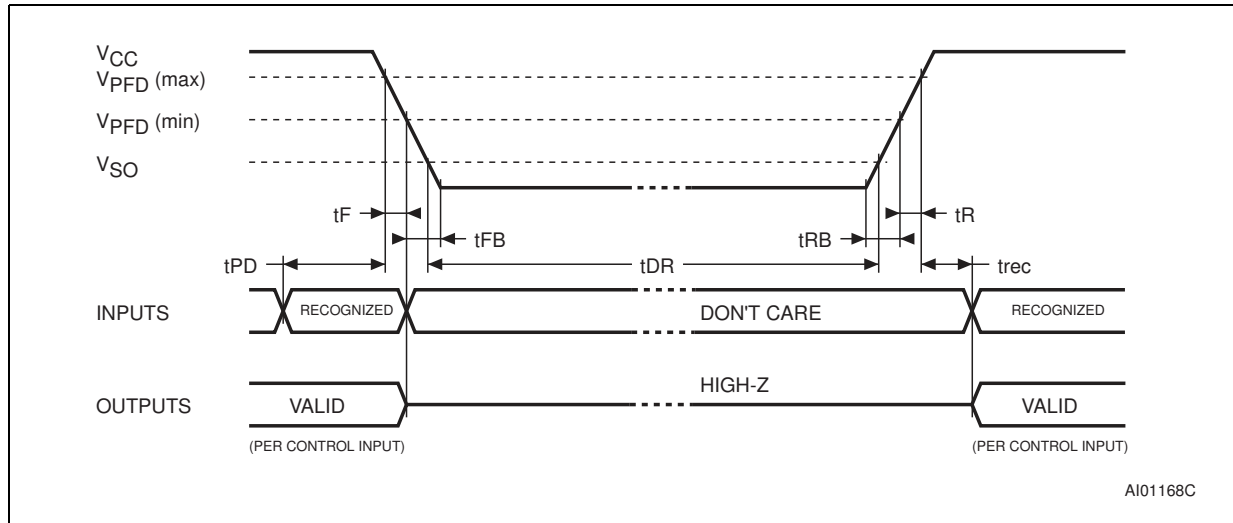 VCC
VPFD (max)
VPFD (min)
VSO
tF
tR
tFB
tRB
tPD
tDR
trec
INPUTS
RECOGNIZED
DON'T CARE
RECOGNIZED
HIGH-Z
OUTPUTS
VALID
VALID
(PER CONTROL INPUT)
(PER CONTROL INPUT)
AI01168C